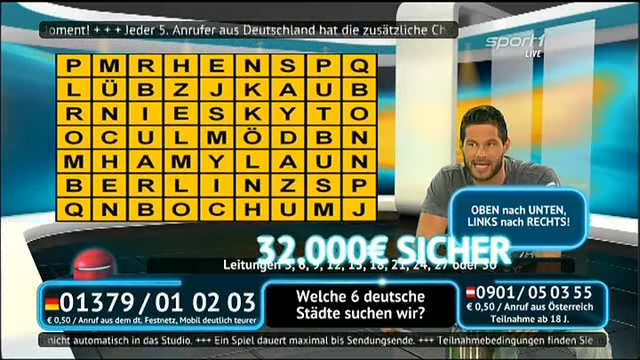 oment! +++ Jeder 5. Anrufer aus Deutschland hat die zusätzliche Ch
sport1
LIVE
P M R H E N S P Q
L Ü B Z J K A U B
R N I E S K Y T O
O C U L M Ö D B N
M H A M Y L A U N
B E R L I N Z S P
Q N B O C H U M J
OBEN nach UNTEN,
LINKS nach RECHTS!
32.000€ SICHER
Leitungen 3, 6, 9, 12, 15, 18, 21, 24, 27 oder 30
01379/01 02 03
€ 0,50 / Anruf aus dem dt. Festnetz, Mobil deutlich teurer
Welche 6 deutsche
Städte suchen wir?
0901/05 03 55
€ 0,50 / Anruf aus Österreich
Teilnahme ab 18 J.
nicht automatisch in das Studio. +++ Ein Spiel dauert maximal bis Sendungsende. +++ Teilnahmebedingungen finden Sie